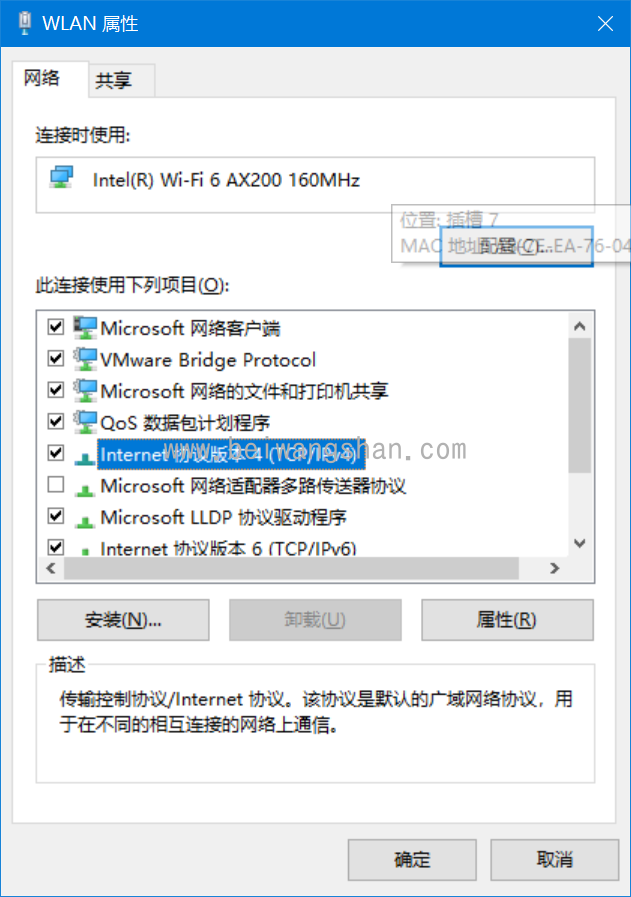 WLAN 属性
网络
共享
连接时使用:
Intel(R) Wi-Fi 6 AX200 160MHz
位置: 插槽 7
MAC 地址:
配置(C)...
此连接使用下列项目(O):
Microsoft 网络客户端
VMware Bridge Protocol
Microsoft 网络的文件和打印机共享
QoS 数据包计划程序
Internet 协议版本 4 (TCP/IPv4)
www.beiwangshan.com
Microsoft 网络适配器多路传送器协议
Microsoft LLDP 协议驱动程序
Internet 协议版本 6 (TCP/IPv6)
安装(N)...
卸载(U)
属性(R)
描述
传输控制协议/Internet 协议。该协议是默认的广域网络协议，用
于在不同的相互连接的网络上通信。
确定
取消